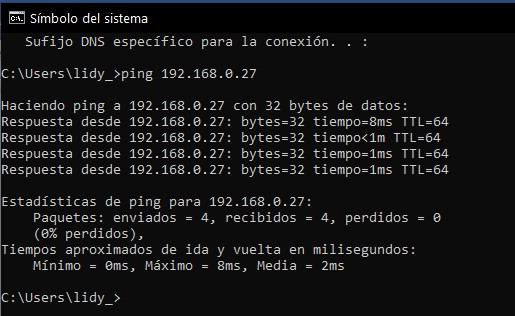 Símbolo del sistema
Sufijo DNS específico para la conexión. . :
C:\Users\lidy_>ping 192.168.0.27
Haciendo ping a 192.168.0.27 con 32 bytes de datos:
Respuesta desde 192.168.0.27: bytes=32 tiempo=8ms TTL=64
Respuesta desde 192.168.0.27: bytes=32 tiempo<1m TTL=64
Respuesta desde 192.168.0.27: bytes=32 tiempo=1ms TTL=64
Respuesta desde 192.168.0.27: bytes=32 tiempo=1ms TTL=64
Estadísticas de ping para 192.168.0.27:
Paquetes: enviados = 4, recibidos = 4, perdidos = 0
(0% perdidos),
Tiempos aproximados de ida y vuelta en milisegundos:
Mínimo = 0ms, Máximo = 8ms, Media = 2ms
C:\Users\lidy_>